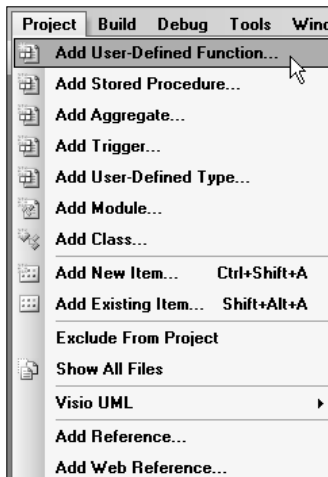 Project Build Debug Tools
Add User-Defined Function...
Add Stored Procedure...
Add Aggregate...
Add Trigger...
Add User-Defined Type...
Add Module...
Add Class...
Add New Item... Ctrl+Shift+A
Add Existing Item... Shift+Alt+A
Exclude From Project
Show All Files
Visio UML
Add Reference...
Add Web Reference...